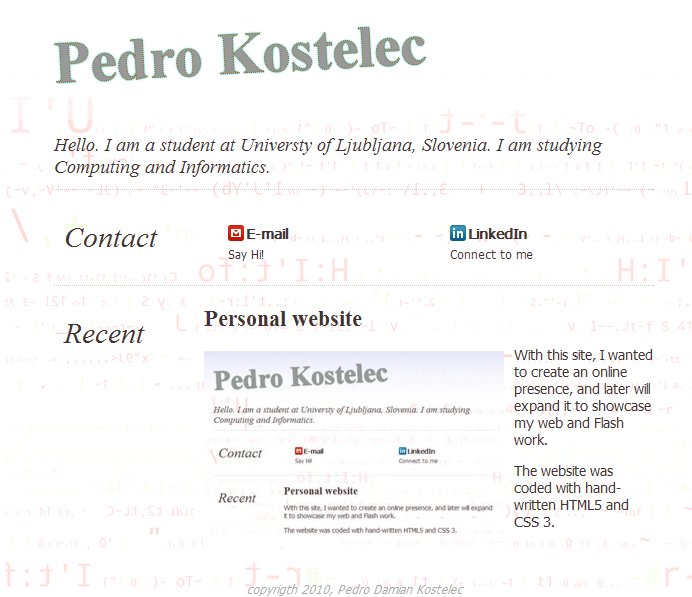 Pedro Kostelec
Hello. I am a student at Universty of Ljubljana, Slovenia. I am studying
Computing and Informatics.
Contact
E-mail
Say Hi!
LinkedIn
Connect to me
Recent
Personal website
Pedro Kostelec
Hello. I am a student at Universty of Ljubljana, Slovenia. I am studying
Computing and Informatics.
Contact
E-mail
Say Hi!
LinkedIn
Connect to me
Recent
Personal website
With this site, I wanted to create an online presence, and later will expand
it to showcase my web and Flash work.
The website was coded with hand-written HTML5 and CSS 3.
With this site, I wanted
to create an online
presence, and later will
expand it to showcase
my web and Flash
work.
The website was
coded with hand-
written HTML5 and
CSS 3.
copyrigth 2010, Pedro Damian Kostelec